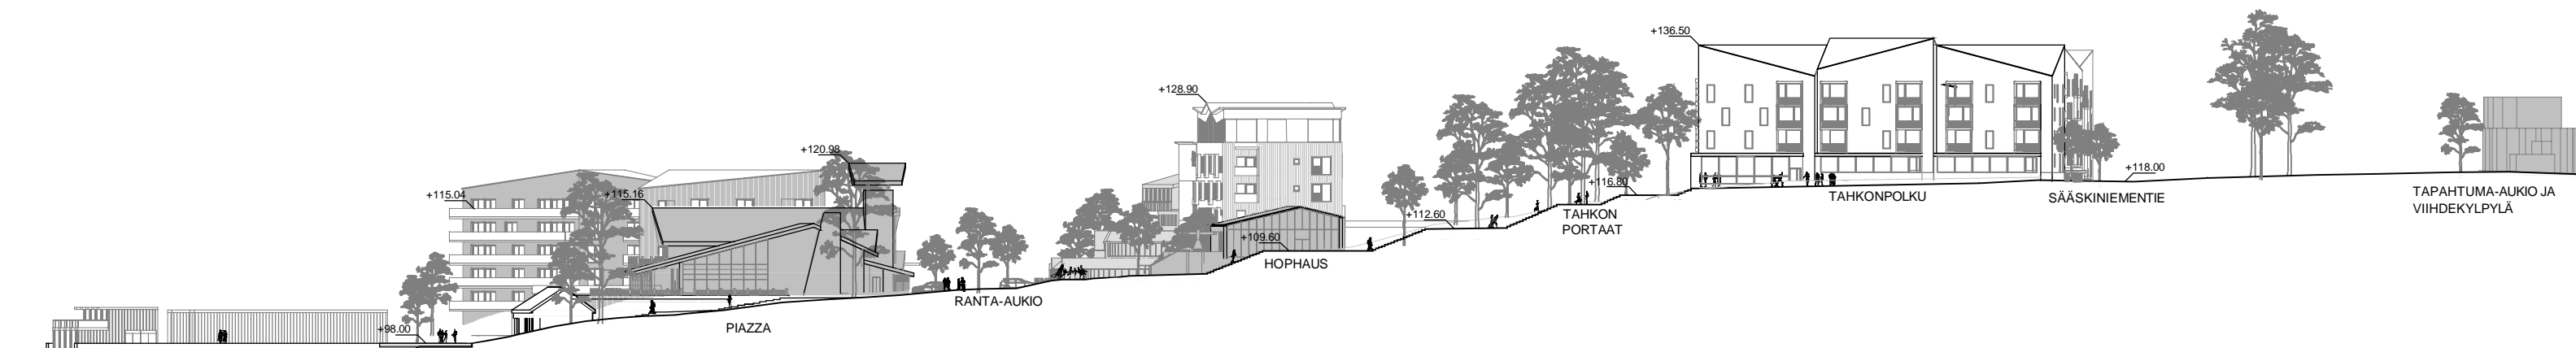 +98.00
+115.04
+115.16
PIAZZA
+120.98
RANTA-AUKIO
+128.90
+109.60
HOPHAUS
+112.60
TAHKON
PORTAAT
+116.80
+136.50
TAHKONPOLKU
SÄÄSKINIEMENTIE
+118.00
TAPAHTUMA-AUKIO JA
VIIHDEKYLPYLÄ